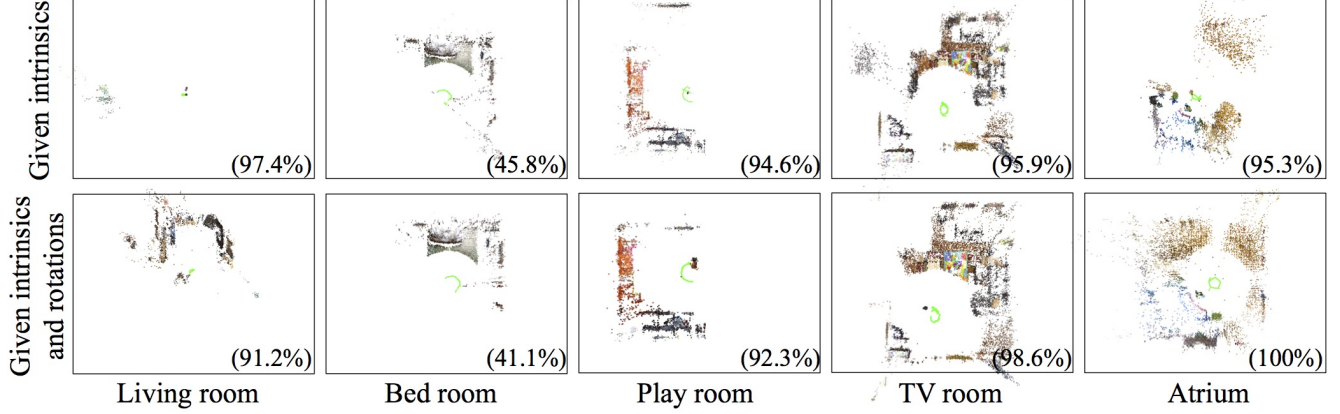 Given intrinsics
(97.4%)
(45.8%)
(94.6%)
(95.9%)
(95.3%)
Given intrinsics
and rotations
(91.2%)
(41.1%)
(92.3%)
(98.6%)
(100%)
Living room
Bed room
Play room
TV room
Atrium